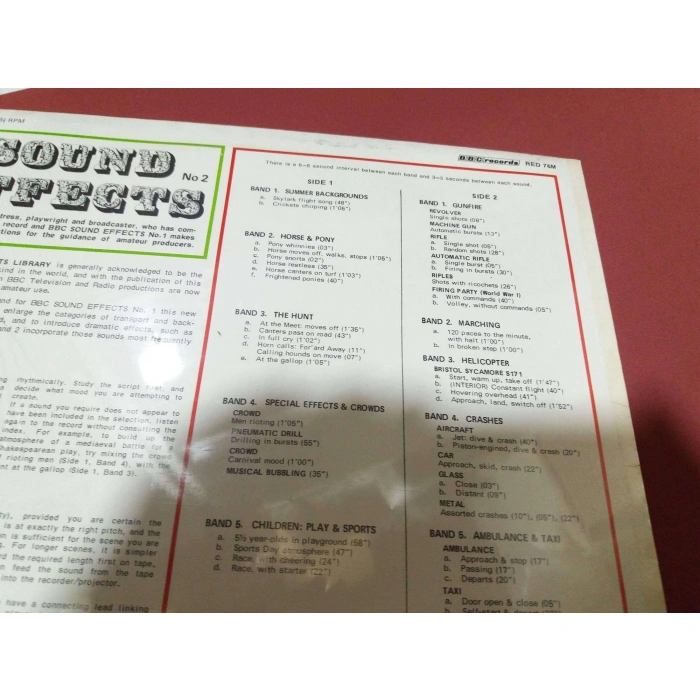 N RPM
SOUND
EFFECTS
No 2
tress, playwright and broadcaster, who has com-
record and BBC SOUND EFFECTS No.1 makes
tions for the guidance of amateur producers.
TS LIBRARY is generally acknowledged to be the
kind in the world, and with the publication of this
n BBC Television and Radio productions are now
amateur use.
nd for BBC SOUND EFFECTS No. 1 this new
enlarge the categories of transport and back-
d, and to introduce dramatic effects, such as
and 2 incorporate those sounds most frequently
ng rhythmically. Study the script first, and
decide what mood you are attempting to
create.
if a sound you require does not appear to
have been included in the selection, listen
again to the record without consulting the
index. For example, to build up the
atmosphere of a mediaeval battle for a
hakespearean play, try mixing the crowd
rioting men (Side 1, Band 4), with the
nt at the gallop (Side 1, Band 3).
ty), provided you are certain the
is at exactly the right pitch, and the
on is sufficient for the scene you are
g. For longer scenes, it is simpler
rd the required length first on tape,
n feed the sound from the tape
into the recorder/projector.
have a connecting lead linking
BBC records RED 76M
There is a 5-6 second interval between each band and 3-5 seconds between each sound.
SIDE 1
BAND 1. SUMMER BACKGROUNDS
a. Skylark flight song (48")
b. Crickets chirping (1'06")
BAND 2. HORSE & PONY
a. Pony whinnies (03")
b. Horse moves off, walks, stops (1'06")
c. Pony snorts (02")
d. Horse restless (38")
e. Horse canters on turf (1'03")
f. Frightened ponies (40")
BAND 3. THE HUNT
a. At the Meet: moves off (1'35")
b. Canters past on road (43")
c. In full cry (1'02")
d. Horn calls: For and Away (11")
Calling hounds on move (07")
e. At the gallop (1'05")
BAND 4. SPECIAL EFFECTS & CROWDS
CROWD
Men rioting (1'05")
PNEUMATIC DRILL
Drilling in bursts (55")
CROWD
Carnival mood (1'00")
MUSICAL BUBBLING (35")
BAND 5. CHILDREN: PLAY & SPORTS
a. 5½ year-olds in playground (58")
b. Sports Day atmosphere (47")
c. Race, with cheering (24")
d. Race, with starter (22")
SIDE 2
BAND 1. GUNFIRE
REVOLVER
Single shots (06")
MACHINE GUN
Automatic bursts (13")
RIFLE
a. Single shot (05")
b. Random shots (28")
AUTOMATIC RIFLE
a. Single burst (05")
b. Firing in bursts (30")
RIFLES
Shots with ricochets (26")
FIRING PARTY (World War 1)
a. With commands (40")
b. Volley, without commands (05")
BAND 2. MARCHING
a. 120 paces to the minute,
with halt (1'00")
b. In broken step (1'00")
BAND 3. HELICOPTER
BRISTOL SYCAMORE S171
a. Start, warm up, take off (1'47")
b. (INTERIOR) Constant flight (40")
c. Hovering overhead (41")
d. Approach, land, switch off (1'52")
BAND 4. CRASHES
AIRCRAFT
a. Jet: dive & crash (40")
b. Piston-engined, dive & crash (20")
CAR
Approach, skid, crash (22")
GLASS
a. Close (03")
b. Distant (09")
METAL
Assorted crashes (10"), (05"), (22")
BAND 5. AMBULANCE & TAXI
AMBULANCE
a. Approach & stop (17")
b. Passing (17")
c. Departs (20")
TAXI
a. Door open & close (05")